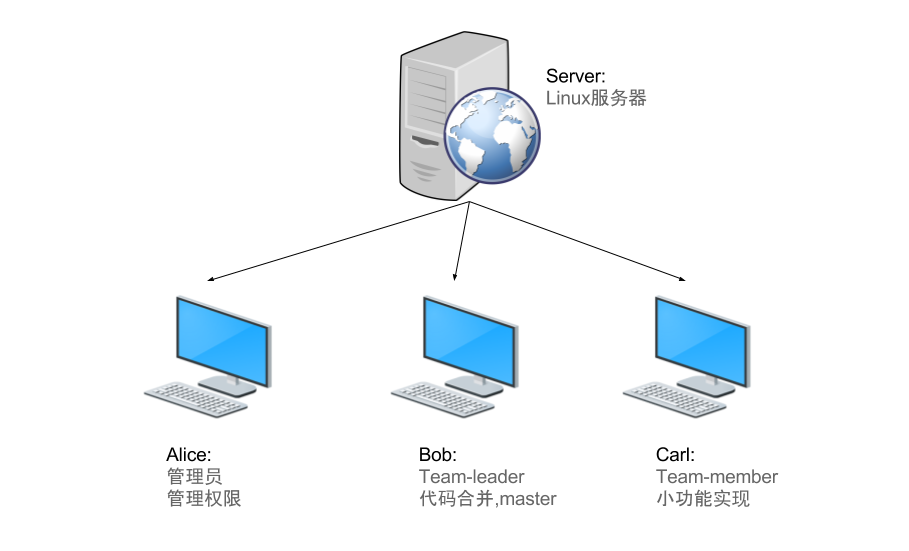 Server:
Linux服务器
Alice:
管理员
管理权限
Bob:
Team-leader
代码合并,master
Carl:
Team-member
小功能实现